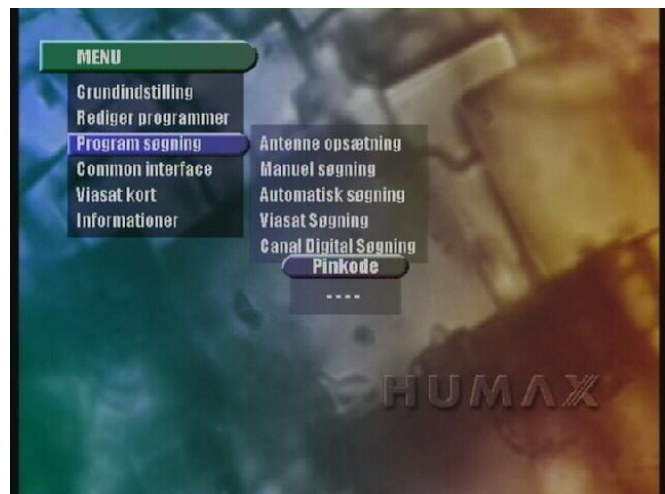 MENU
Grundindstilling
Rediger programmer
Program søgning
Common interface
Viasat kort
Informationer
Antenne opsætning
Manuel søgning
Automatisk søgning
Viasat Søgning
Canal Digital Søgning
Pinkode
----
HUMAX